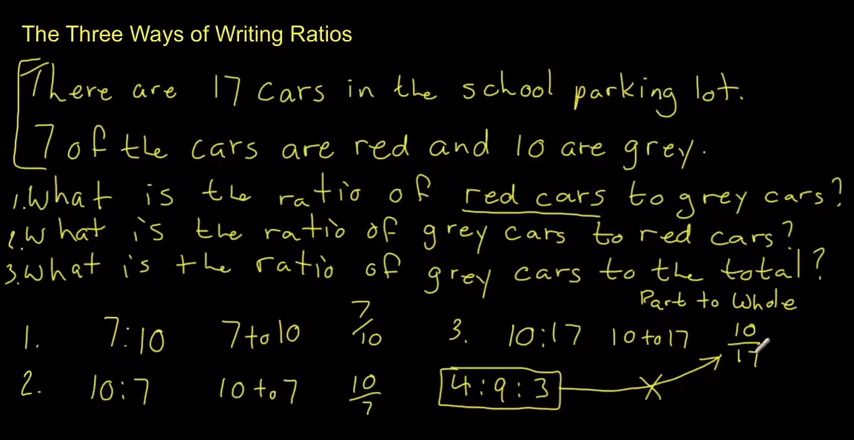 The Three Ways of Writing Ratios
There are 17 cars in the school parking lot.
7 of the cars are red and 10 are grey.
1. What is the ratio of red cars to grey cars?
2. What is the ratio of grey cars to red cars?
3. What is the ratio of grey cars to the total?
Part to Whole
1. 7:10 7 to 10 7/10
3. 10:17 10 to 17 10/17
2. 10:7 10 to 7 10/7
4:9:3